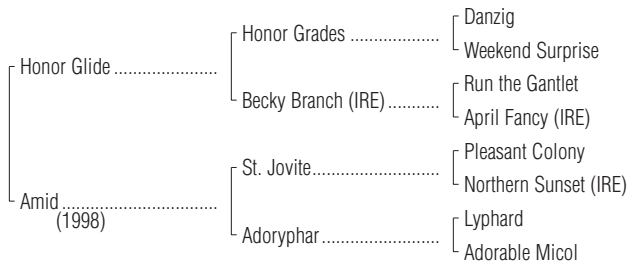 Danzig
Honor Grades ....................
Weekend Surprise
Honor Glide .......................
Run the Gantlet
Becky Branch (IRE) ...........
April Fancy (IRE)
Pleasant Colony
St. Jovite............................
Northern Sunset (IRE)
Amid ..................................
(1998)
Lyphard
Adoryphar..........................
Adorable Micol